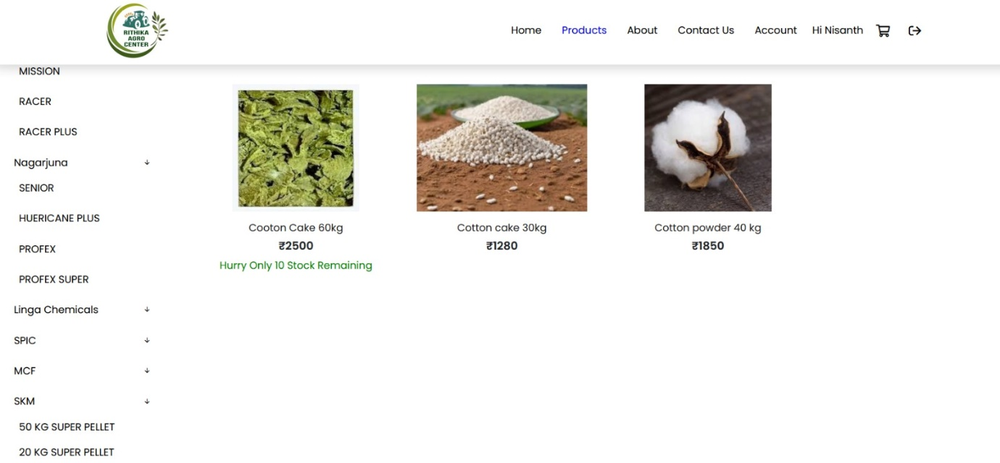 RITHIKA
AGRO
CENTER
Home Products About Contact Us Account Hi Nisanth
MISSION
RACER
RACER PLUS
Nagarjuna
SENIOR
HUERICANE PLUS
PROFEX
PROFEX SUPER
Linga Chemicals
SPIC
MCF
SKM
50 KG SUPER PELLET
20 KG SUPER PELLET
Cooton Cake 60kg
₹2500
Hurry Only 10 Stock Remaining
Cotton cake 30kg
₹1280
Cotton powder 40 kg
₹1850